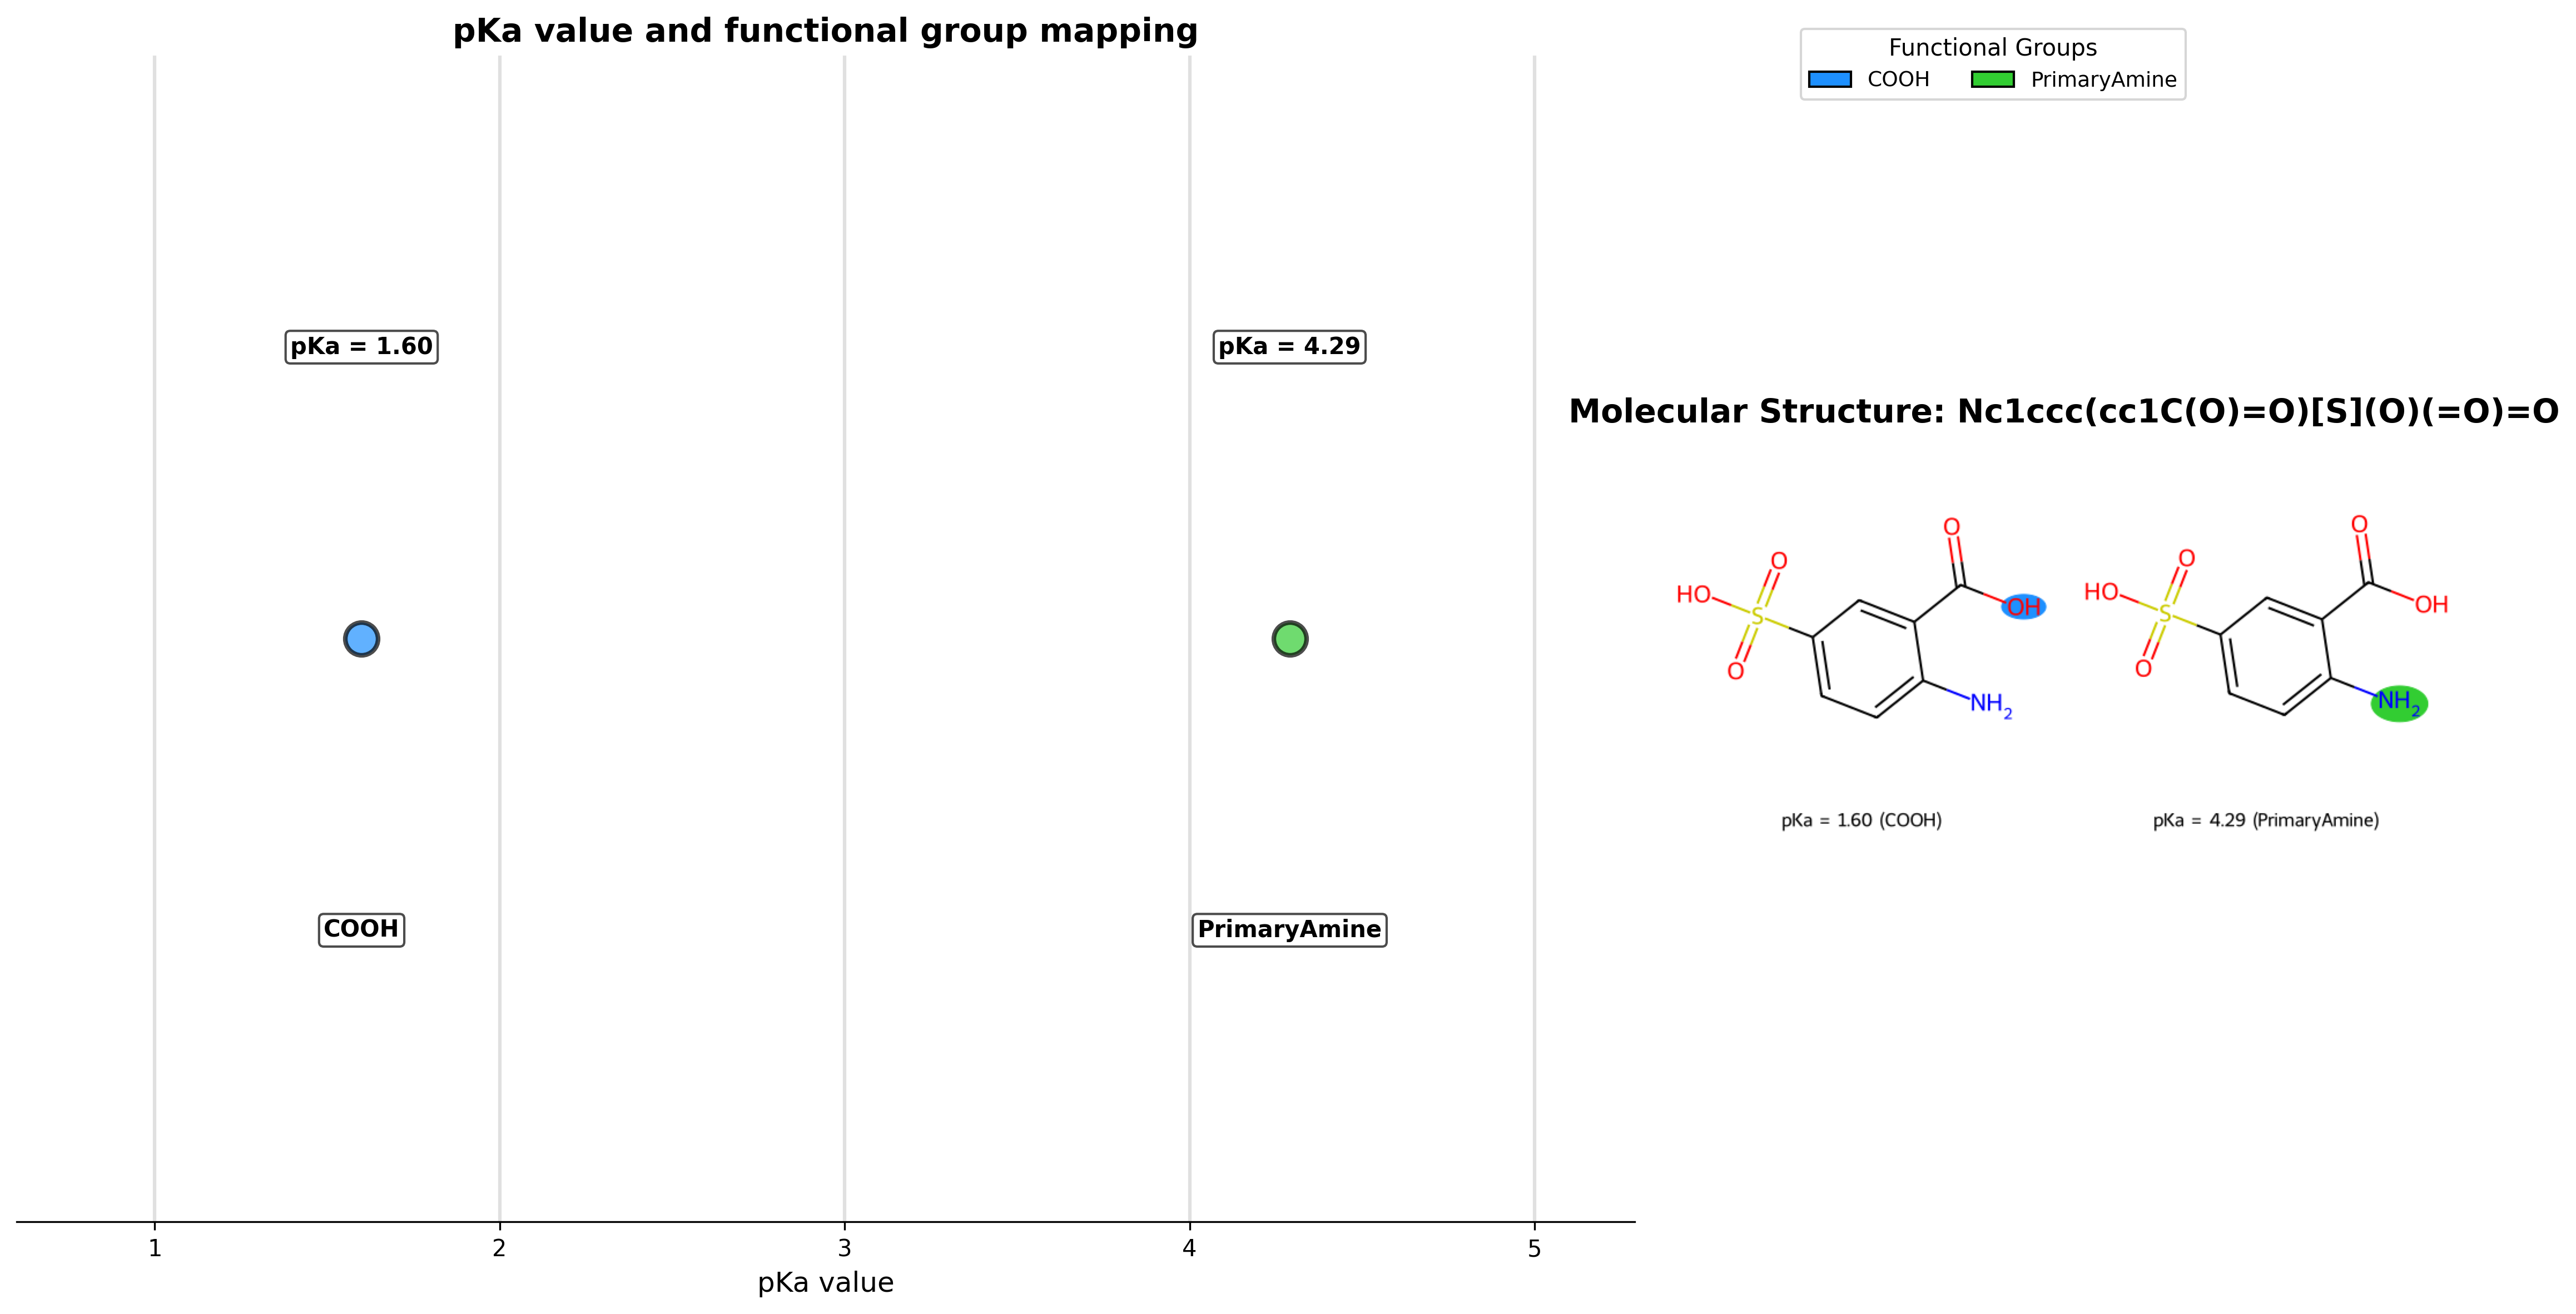 pKa value and functional group mapping
Functional Groups
COOH PrimaryAmine
pKa = 1.60 pKa = 4.29
Molecular Structure: Nc1ccc(cc1C(O)=O)[S](O)(=O)=O
O O
O O
HO S OH HO S OH
O NH2 O NH2
pKa = 1.60 (COOH) pKa = 4.29 (PrimaryAmine)
COOH PrimaryAmine
1 2 3 4 5
pKa value